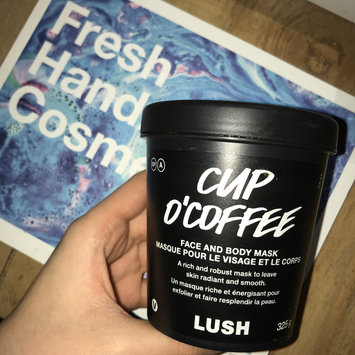 Fresh
Hand
Cosme
CUP
O'COFFEE
FACE AND BODY MASK
MASQUE POUR LE VISAGE ET LE CORPS
A rich and robust mask to leave
skin radiant and smooth.
Un masque riche et énergisant pour
exfolier et faire resplendir la peau.
V
LUSH
325 g